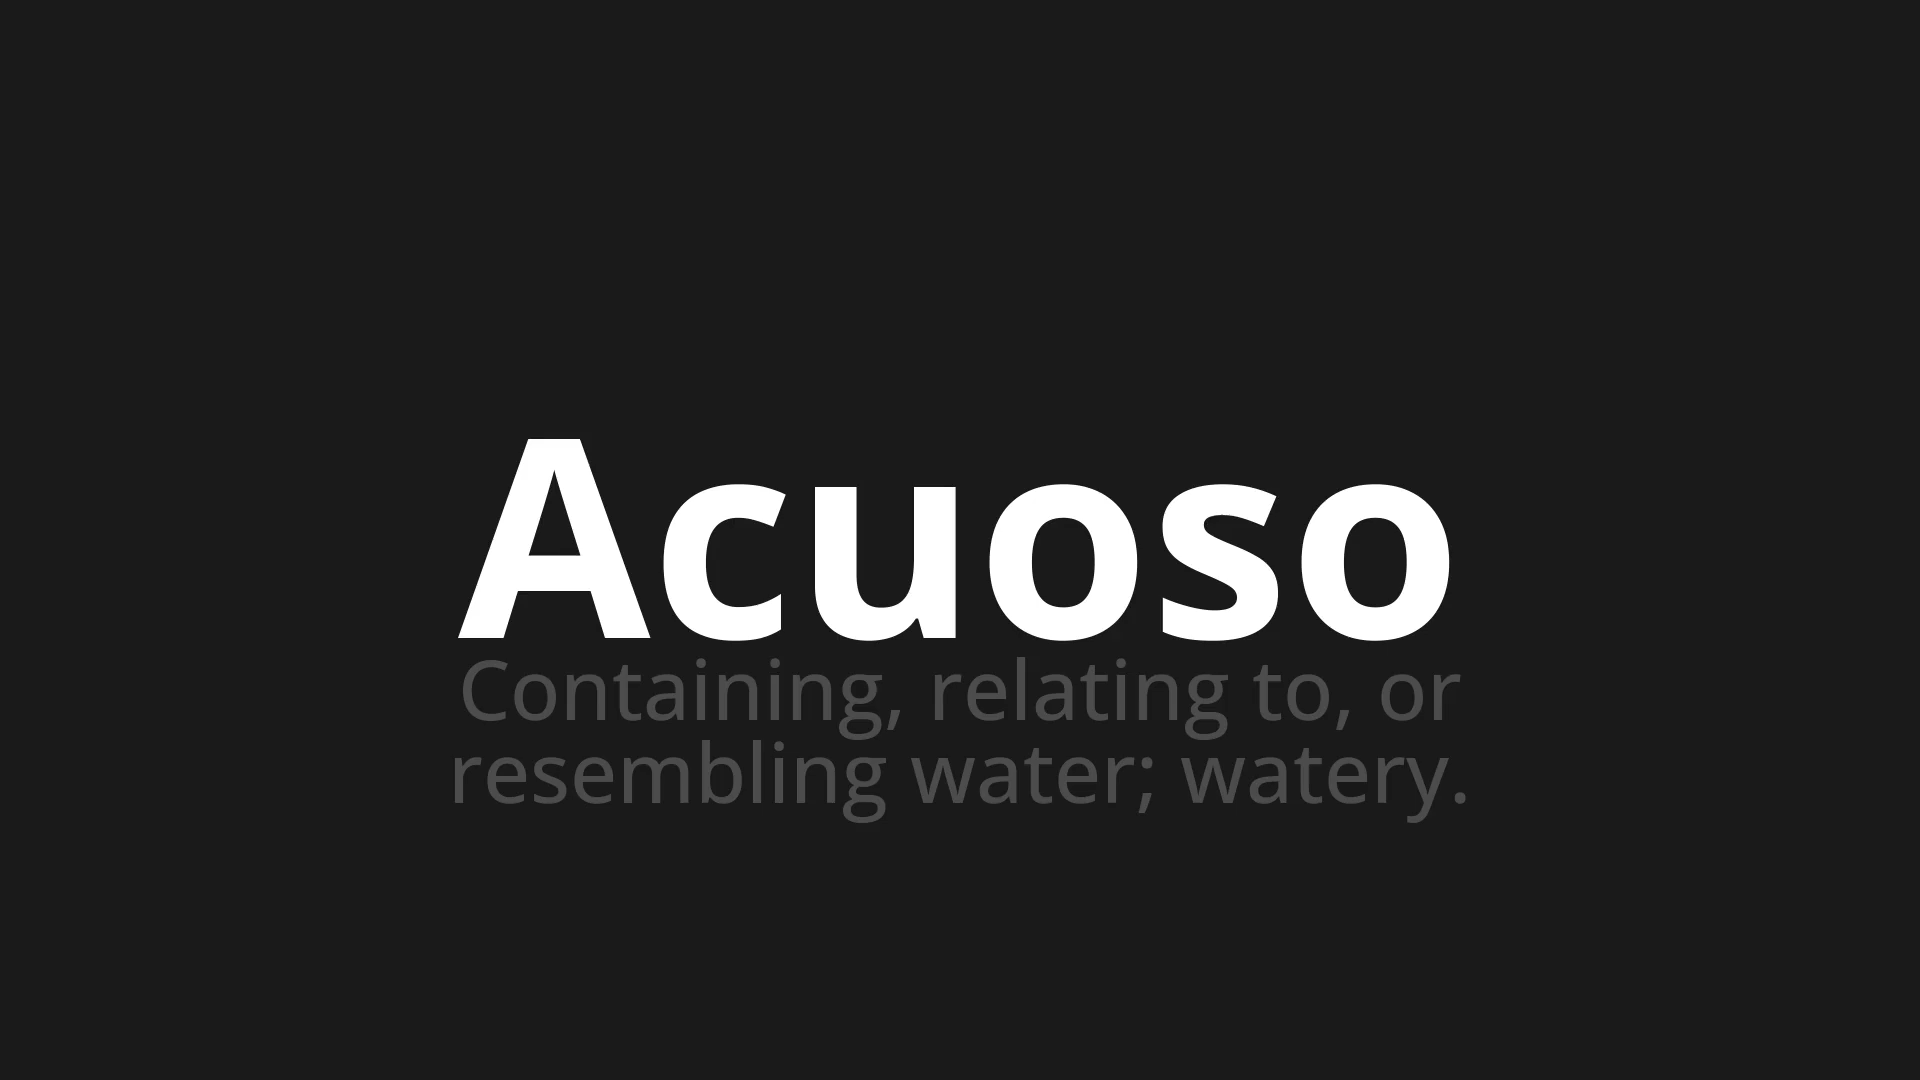 Acuoso
Containing, relating to, or
resembling water; watery.